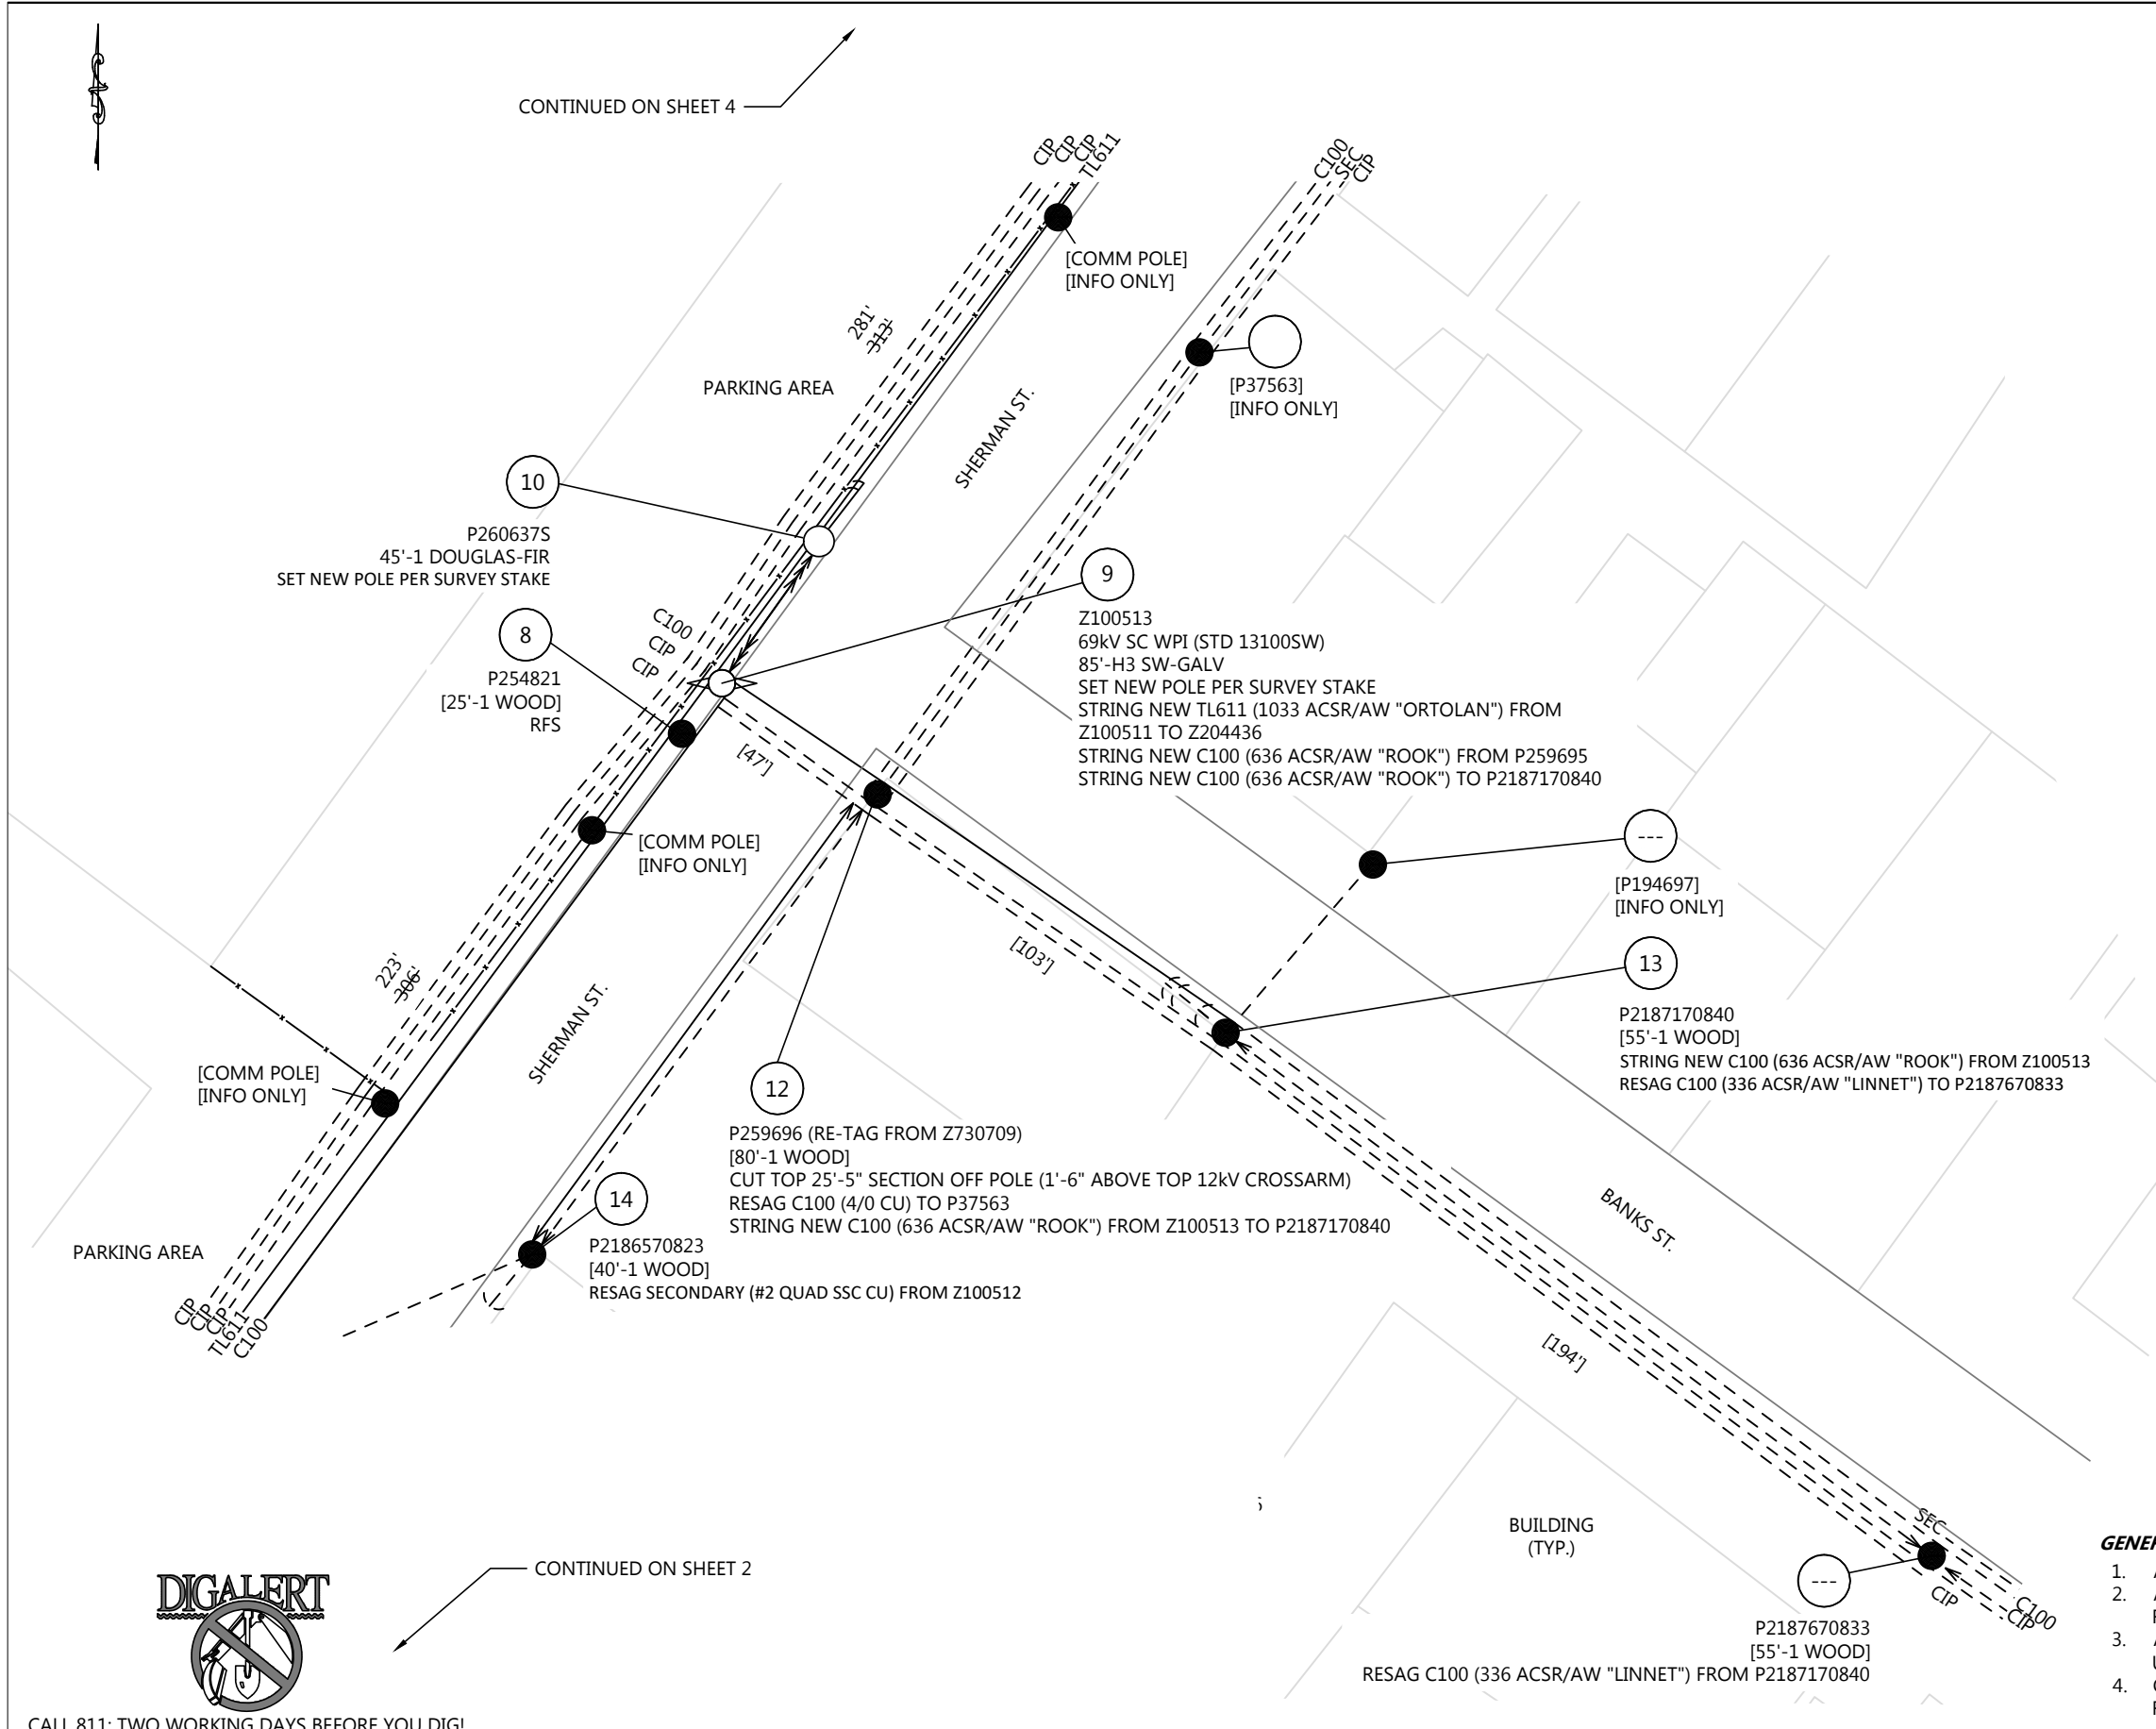 CONTINUED ON SHEET 4
CIP
CIP
CIP
TL611
C100
SEC
CIP
[COMM POLE]
[INFO ONLY]
281'
313'
PARKING AREA
SHERMAN ST.
[P37563]
[INFO ONLY]
10
P260637S
45'-1 DOUGLAS-FIR
SET NEW POLE PER SURVEY STAKE
9
Z100513
69kV SC WPI (STD 13100SW)
85'-H3 SW-GALV
SET NEW POLE PER SURVEY STAKE
STRING NEW TL611 (1033 ACSR/AW "ORTOLAN") FROM
Z100511 TO Z204436
STRING NEW C100 (636 ACSR/AW "ROOK") FROM P259695
STRING NEW C100 (636 ACSR/AW "ROOK") TO P2187170840
C100
CIP
CIP
8
P254821
[25'-1 WOOD]
RFS
[47']
[COMM POLE]
[INFO ONLY]
---
[P194697]
[INFO ONLY]
[103']
13
P2187170840
[55'-1 WOOD]
STRING NEW C100 (636 ACSR/AW "ROOK") FROM Z100513
RESAG C100 (336 ACSR/AW "LINNET") TO P2187670833
223'
306'
SHERMAN ST.
[COMM POLE]
[INFO ONLY]
12
P259696 (RE-TAG FROM Z730709)
[80'-1 WOOD]
CUT TOP 25'-5" SECTION OFF POLE (1'-6" ABOVE TOP 12kV CROSSARM)
RESAG C100 (4/0 CU) TO P37563
STRING NEW C100 (636 ACSR/AW "ROOK") FROM Z100513 TO P2187170840
14
P2186570823
[40'-1 WOOD]
RESAG SECONDARY (#2 QUAD SSC CU) FROM Z100512
BANKS ST.
PARKING AREA
CIP
CIP
CIP
TL611
C100
[194']
BUILDING
(TYP.)
SEC
CIP
C100
CIP
---
P2187670833
[55'-1 WOOD]
RESAG C100 (336 ACSR/AW "LINNET") FROM P2187170840
CONTINUED ON SHEET 2
DIGALERT
CALL 811: TWO WORKING DAYS BEFORE YOU DIG!
1.
2.
3.
4.